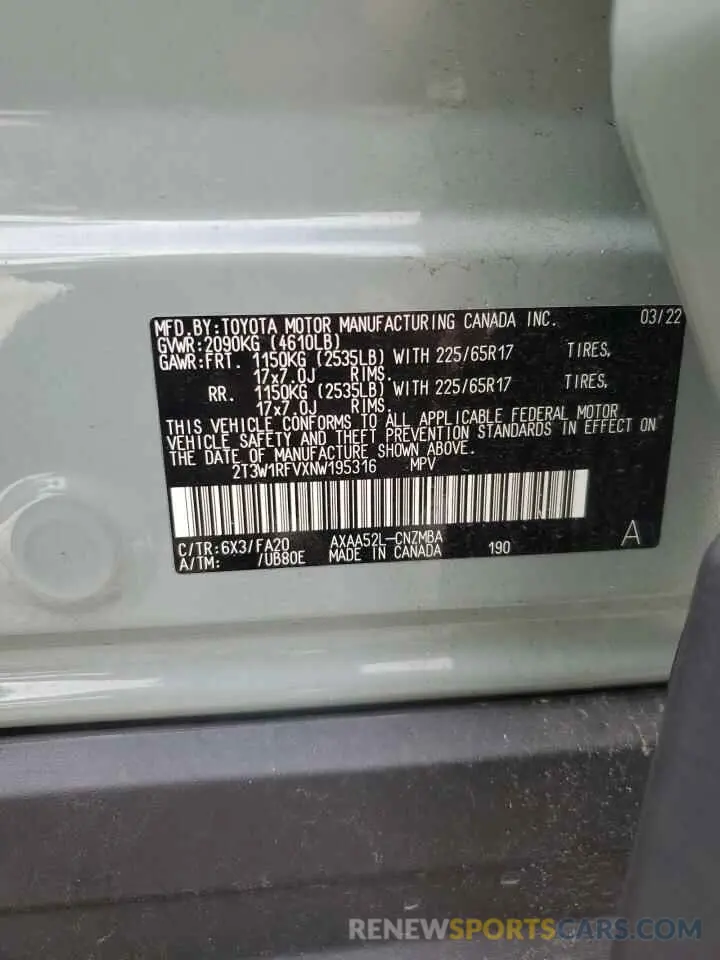 MFD.BY:TOYOTA MOTOR MANUFACTURING CANADA INC. 03/22
GVWR:2090KG (4610LB)
GAWR:FRT. 1150KG (2535LB) WITH 225/65R17 TIRES,
17x7.0J RIMS.
RR. 1150KG (2535LB) WITH 225/65R17 TIRES,
17x7.0J RIMS.
THIS VEHICLE CONFORMS TO ALL APPLICABLE FEDERAL MOTOR
VEHICLE SAFETY AND THEFT PREVENTION STANDARDS IN EFFECT ON
THE DATE OF MANUFACTURE SHOWN ABOVE.
2T3W1RFVXNW195316 MPV
C/TR:6X3/FA20 AXAA52L-CNZMBA
A/TM: /UB80E MADE IN CANADA 190 A
RENEWSPORTSCARS.COM